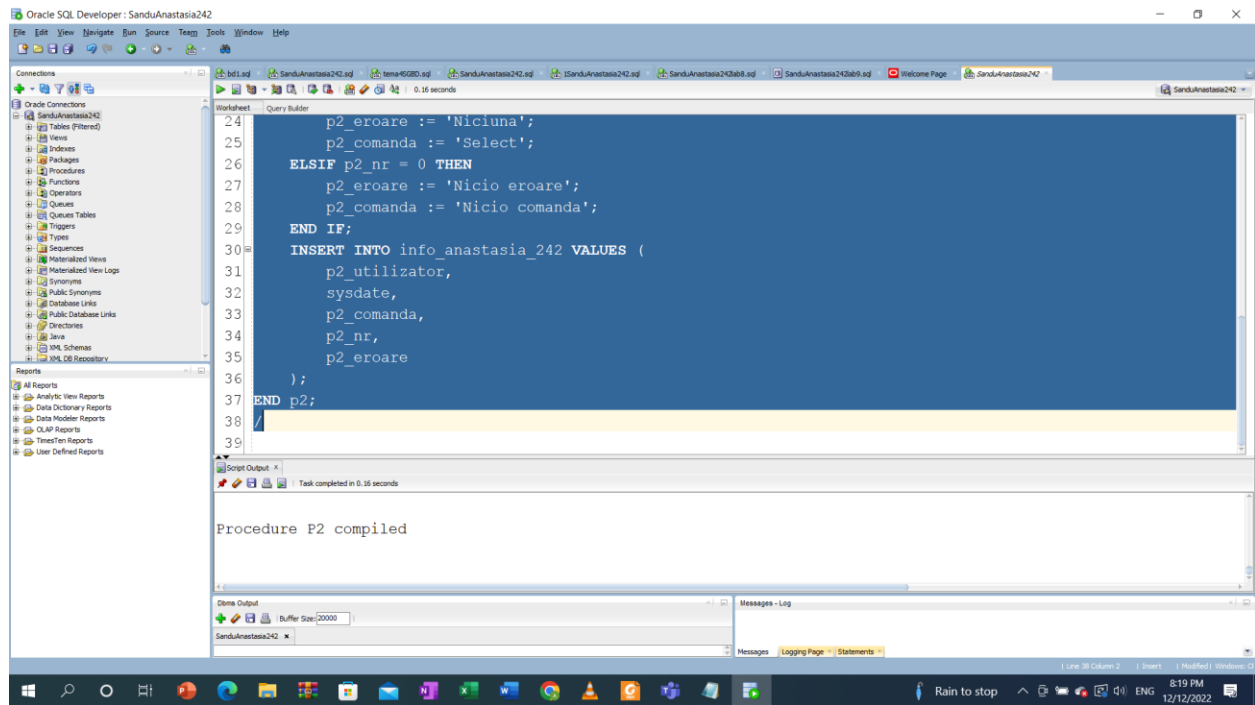 Oracle SQL Developer : SanduAnastasia242
File Edit View Navigate Run Source Team Tools Window Help
Connections
Oracle Connections
SanduAnastasia242
Tables (Filtered)
Views
Indexes
Packages
Procedures
Functions
Operators
Queues
Queues Tables
Triggers
Types
Sequences
Materialized Views
Materialized View Logs
Synonyms
Public Synonyms
Database Links
Public Database Links
Directories
Java
XML Schemas
XML DB Repository
Reports
All Reports
Analytic View Reports
Data Dictionary Reports
Data Modeler Reports
OLAP Reports
TimesTen Reports
User Defined Reports
bd1.sql SanduAnastasia242.sql tema4SGBD.sql SanduAnastasia242.sql 1SanduAnastasia242.sql SanduAnastasia242lab8.sql SanduAnastasia242lab9.sql Welcome Page SanduAnastasia242
0.16 seconds SanduAnastasia242
Worksheet Query Builder
24 p2_eroare := 'Niciuna';
25 p2_comanda := 'Select';
26 ELSIF p2_nr = 0 THEN
27 p2_eroare := 'Nicio eroare';
28 p2_comanda := 'Nicio comanda';
29 END IF;
30 INSERT INTO info_anastasia_242 VALUES (
31 p2_utilizator,
32 sysdate,
33 p2_comanda,
34 p2_nr,
35 p2_eroare
36 );
37 END p2;
38 /
39
Script Output x
Task completed in 0.16 seconds
Procedure P2 compiled
Dbms Output
Buffer Size: 20000
SanduAnastasia242 x
Messages - Log
Messages Logging Page Statements
Line 38 Column 2 | Insert | Modified | Windows: C
Rain to stop ENG 8:19 PM
12/12/2022